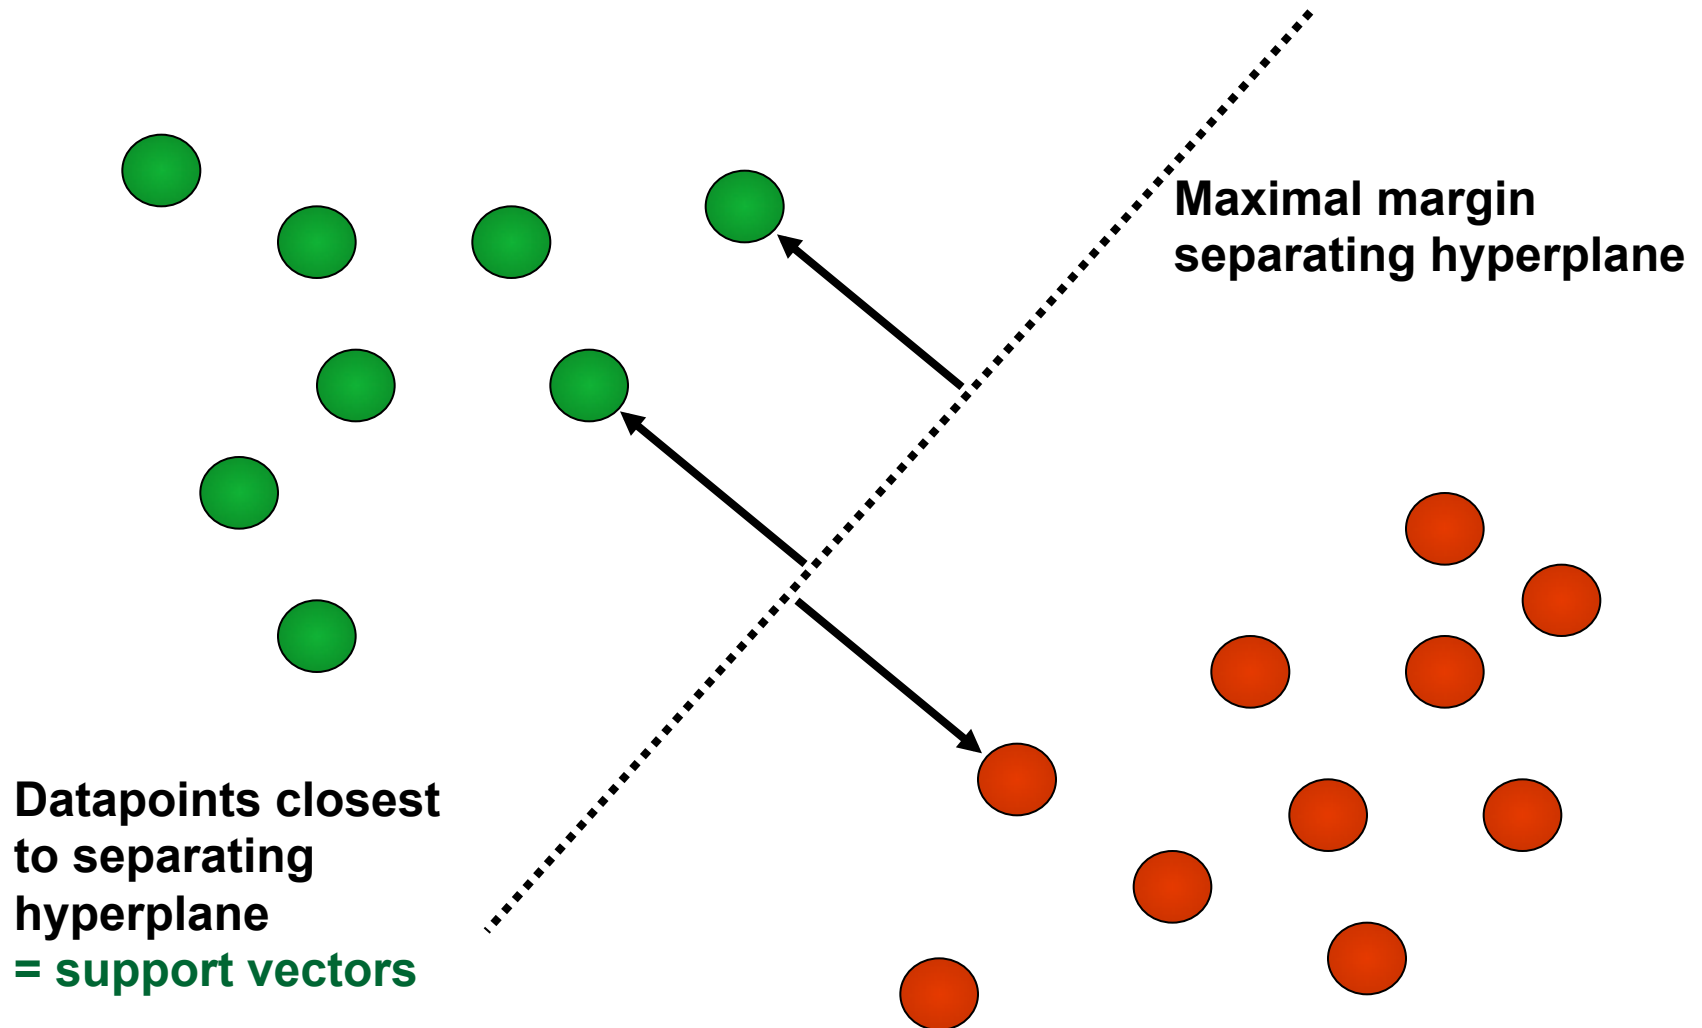 Maximal margin
separating hyperplane
Datapoints closest
to separating
hyperplane
= support vectors